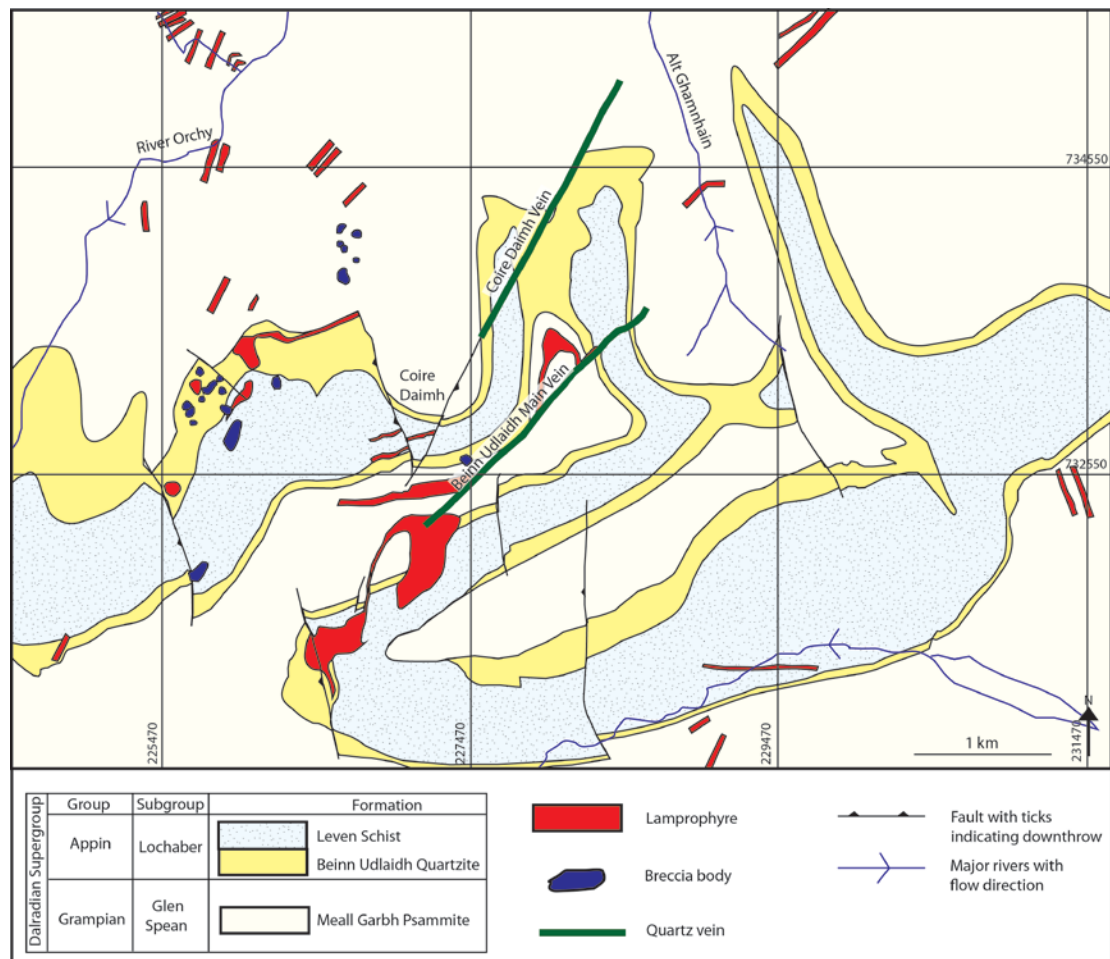 River Orchy
Alt Ghamnhain
734550
Coire Daimh Vein
Coire
Daimh
Beinn Udlaidh Main Vein
732550
225470
227470
229470
231470
N
1 km
Dalradian Supergroup
Group
Subgroup
Formation
Appin
Lochaber
Leven Schist
Beinn Udlaidh Quartzite
Grampian
Glen
Spean
Meall Garbh Psammite
Lamprophyre
Breccia body
Quartz vein
Fault with ticks
indicating downthrow
Major rivers with
flow direction